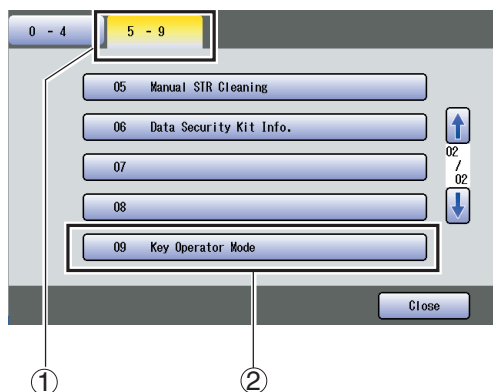 0 - 4 5 - 9
05 Manual STR Cleaning
06 Data Security Kit Info.
07
08
09 Key Operator Mode
02
/
02
Close
① ②